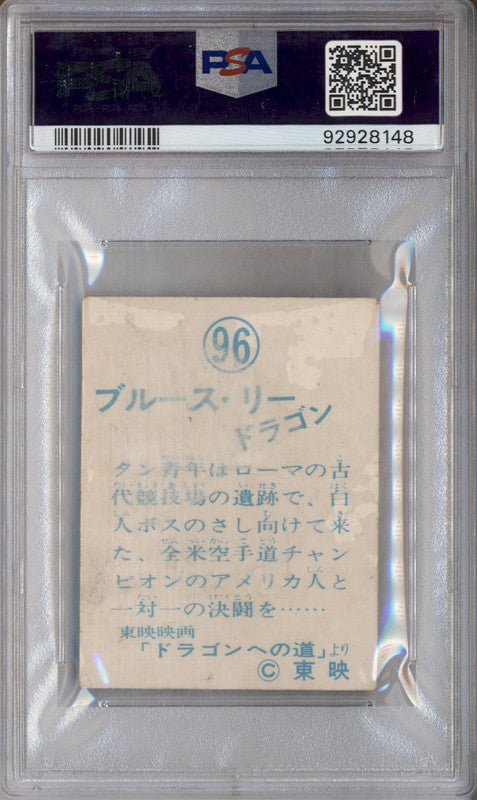 PSA
92928148
96
ブルース・リー
ドラゴン
タン青年はローマの古
代競技場の遺跡で、白
人ボスのさし向けて来
た、全米空手道チャン
ピオンのアメリカ人と
一対一の決闘を……
東映映画
「ドラゴンへの道」より
©東映